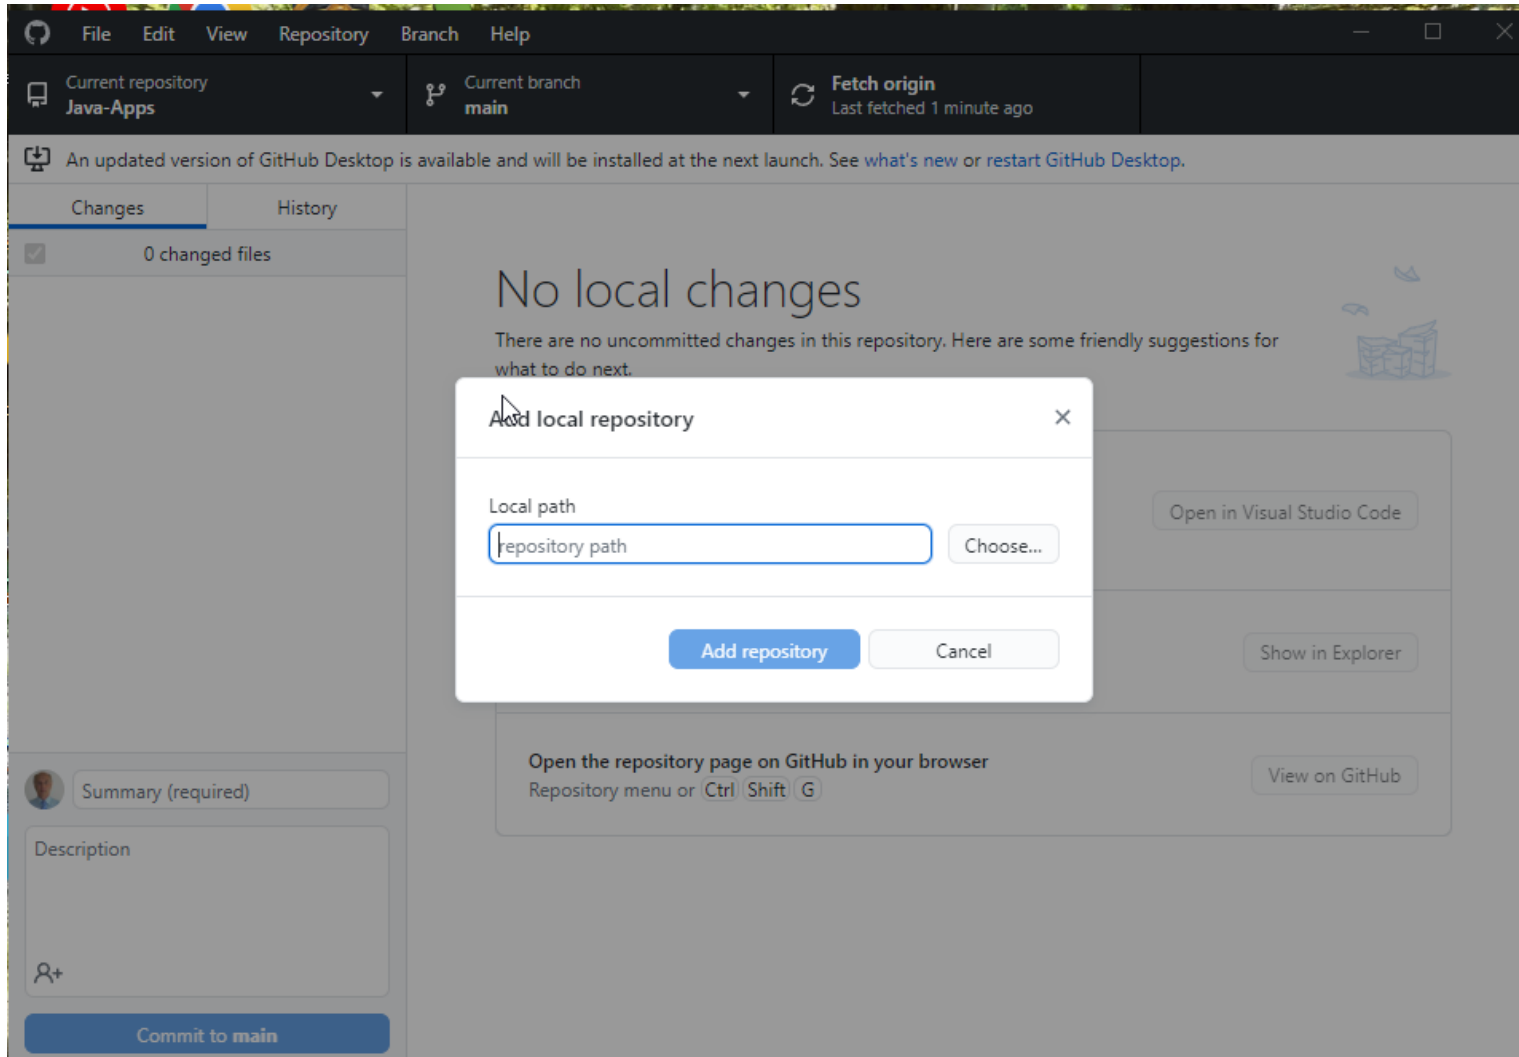 File Edit View Repository Branch Help
Current repository
Java-Apps
Current branch
main
Fetch origin
Last fetched 1 minute ago
An updated version of GitHub Desktop is available and will be installed at the next launch. See what's new or restart GitHub Desktop.
Changes
History
0 changed files
No local changes
There are no uncommitted changes in this repository. Here are some friendly suggestions for
what to do next.
Add local repository
Local path
repository path
Choose...
Add repository
Cancel
Open in Visual Studio Code
Show in Explorer
Open the repository page on GitHub in your browser
Repository menu or Ctrl Shift G
View on GitHub
Summary (required)
Description
Commit to main